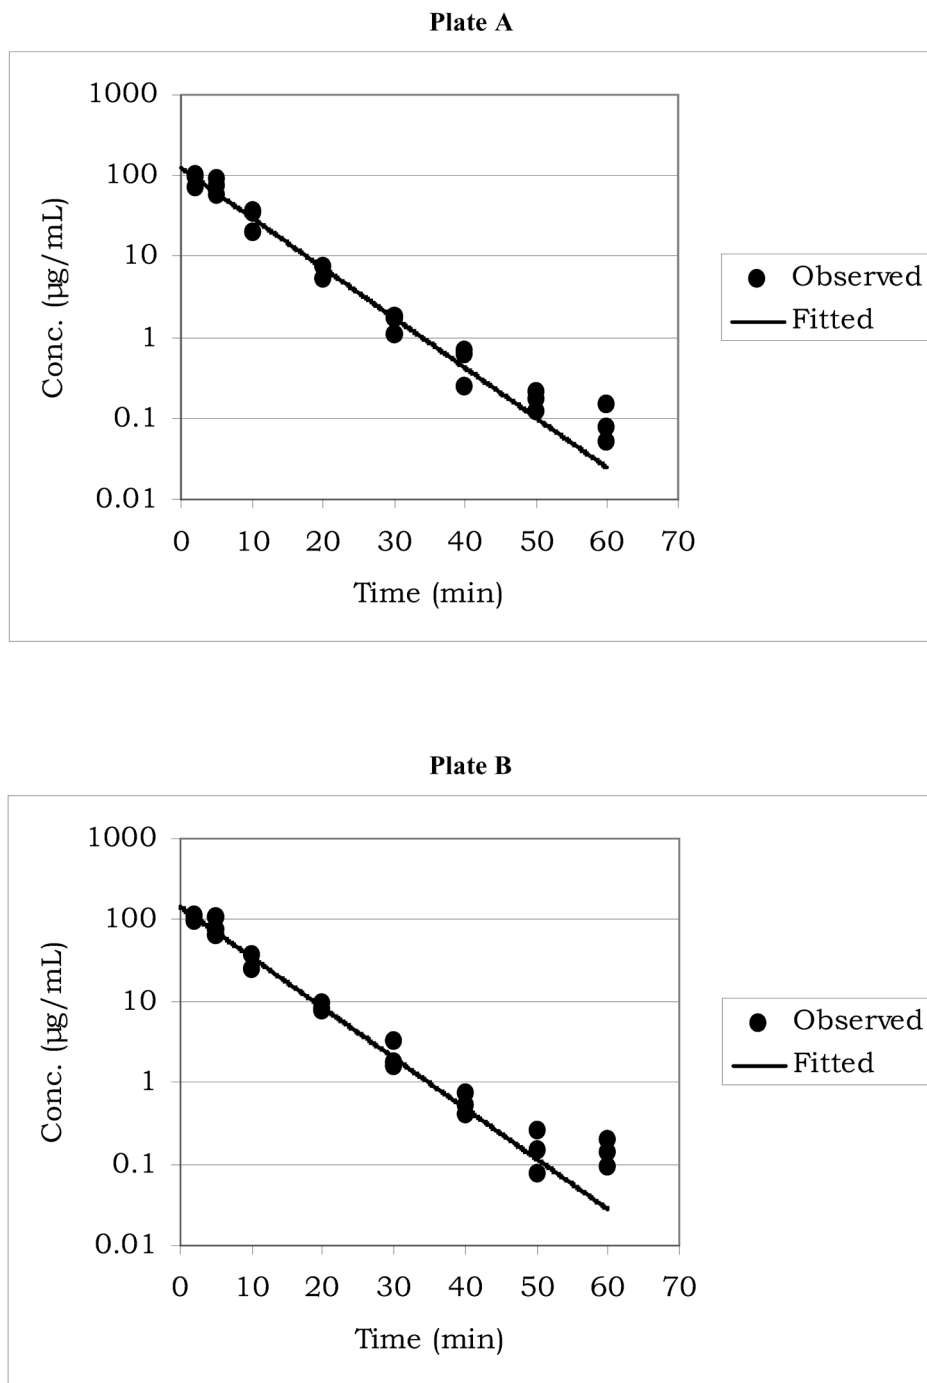 Plate A
1000
100
10
1
0.1
0.01
Conc. (µg/mL)
0 10 20 30 40 50 60 70
Time (min)
Observed
Fitted
Plate B
1000
100
10
1
0.1
0.01
Conc. (µg/mL)
0 10 20 30 40 50 60 70
Time (min)
Observed
Fitted